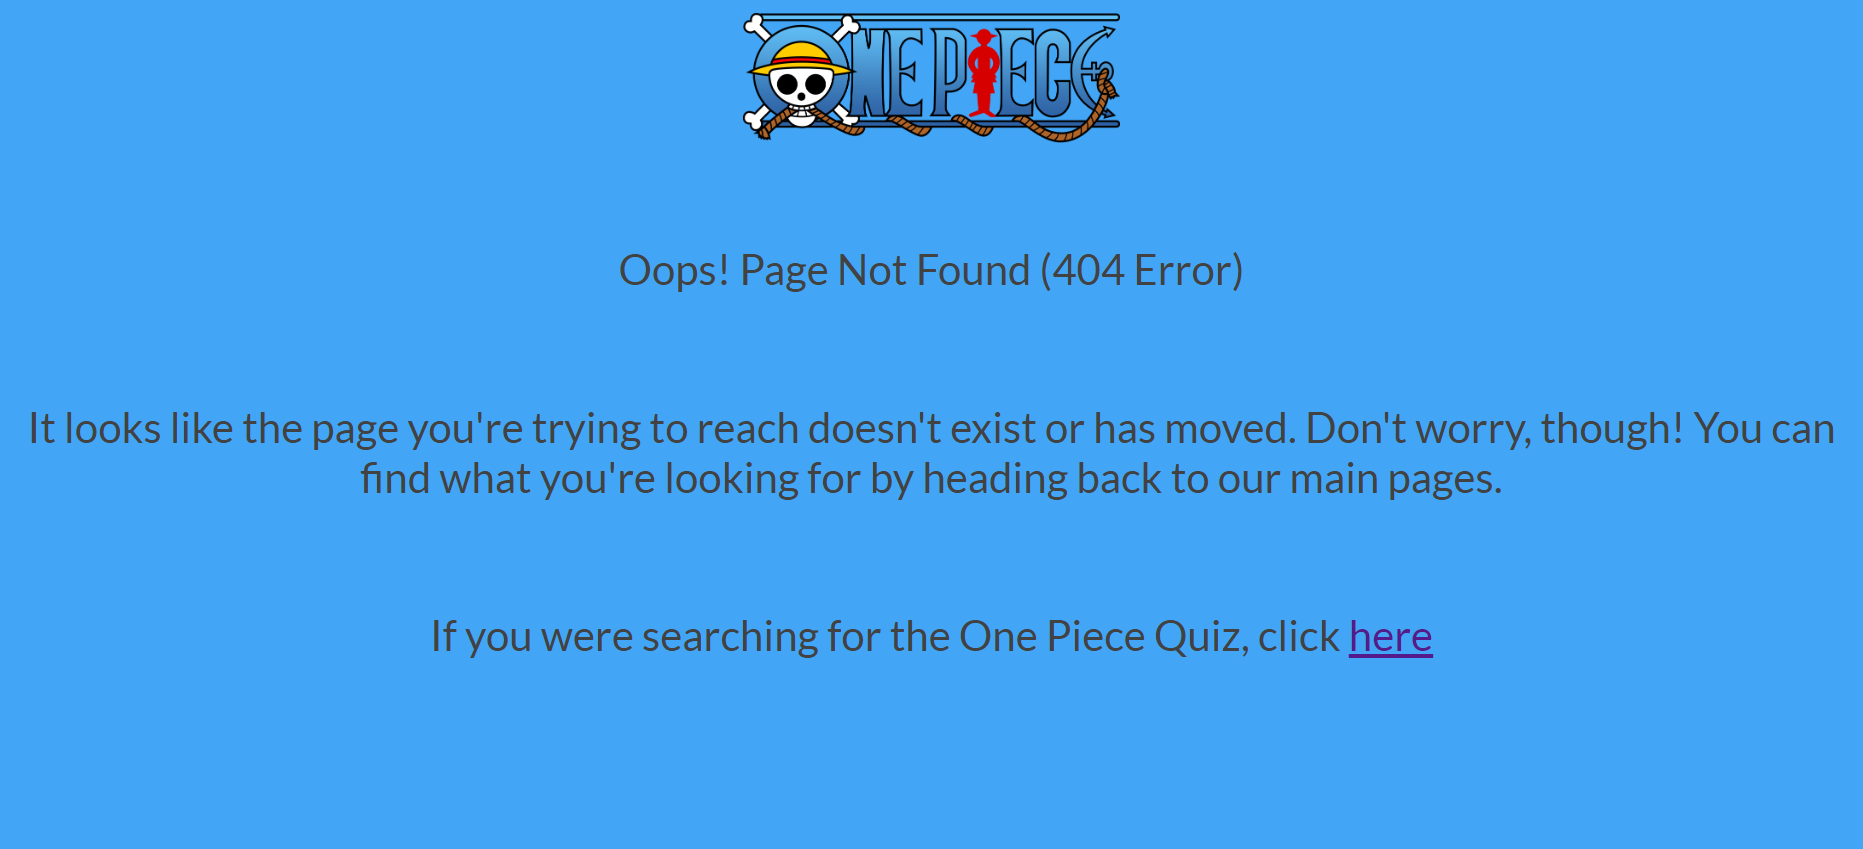 ONE PIECE
Oops! Page Not Found (404 Error)
It looks like the page you're trying to reach doesn't exist or has moved. Don't worry, though! You can
find what you're looking for by heading back to our main pages.
If you were searching for the One Piece Quiz, click here